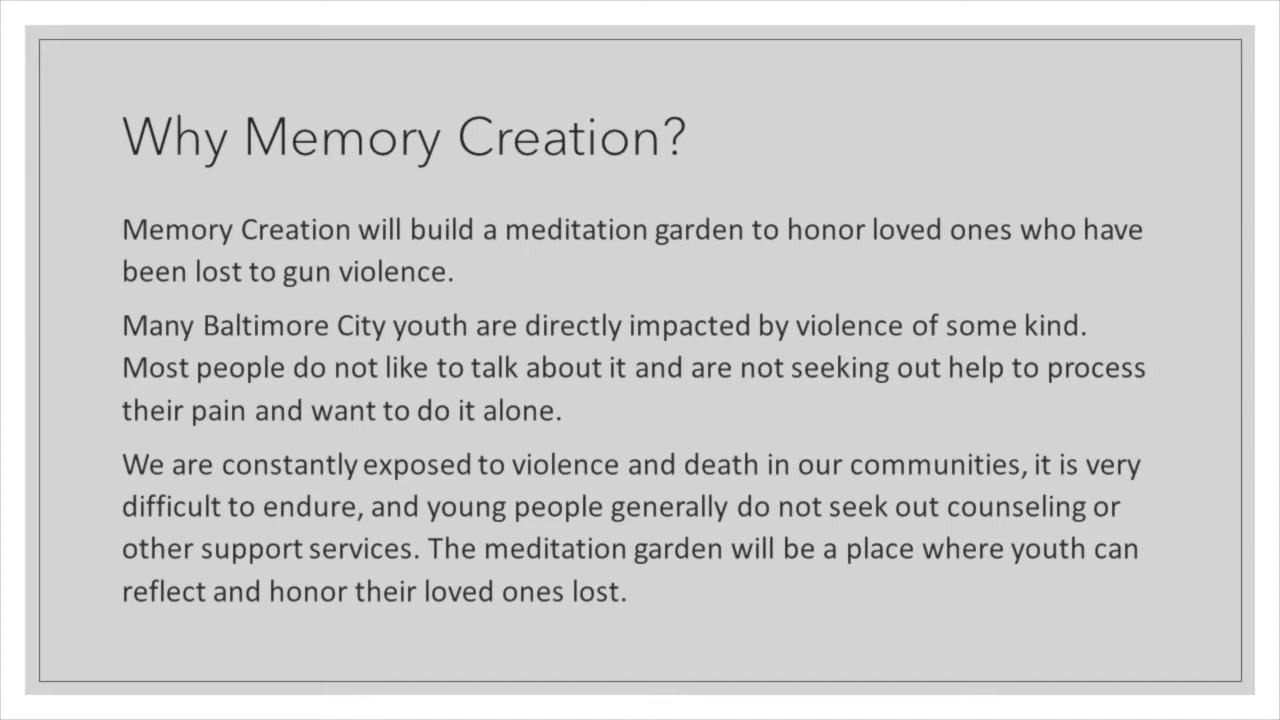 Why Memory Creation?
Memory Creation will build a meditation garden to honor loved ones who have
been lost to gun violence.
Many Baltimore City youth are directly impacted by violence of some kind.
Most people do not like to talk about it and are not seeking out help to process
their pain and want to do it alone.
We are constantly exposed to violence and death in our communities, it is very
difficult to endure, and young people generally do not seek out counseling or
other support services. The meditation garden will be a place where youth can
reflect and honor their loved ones lost.